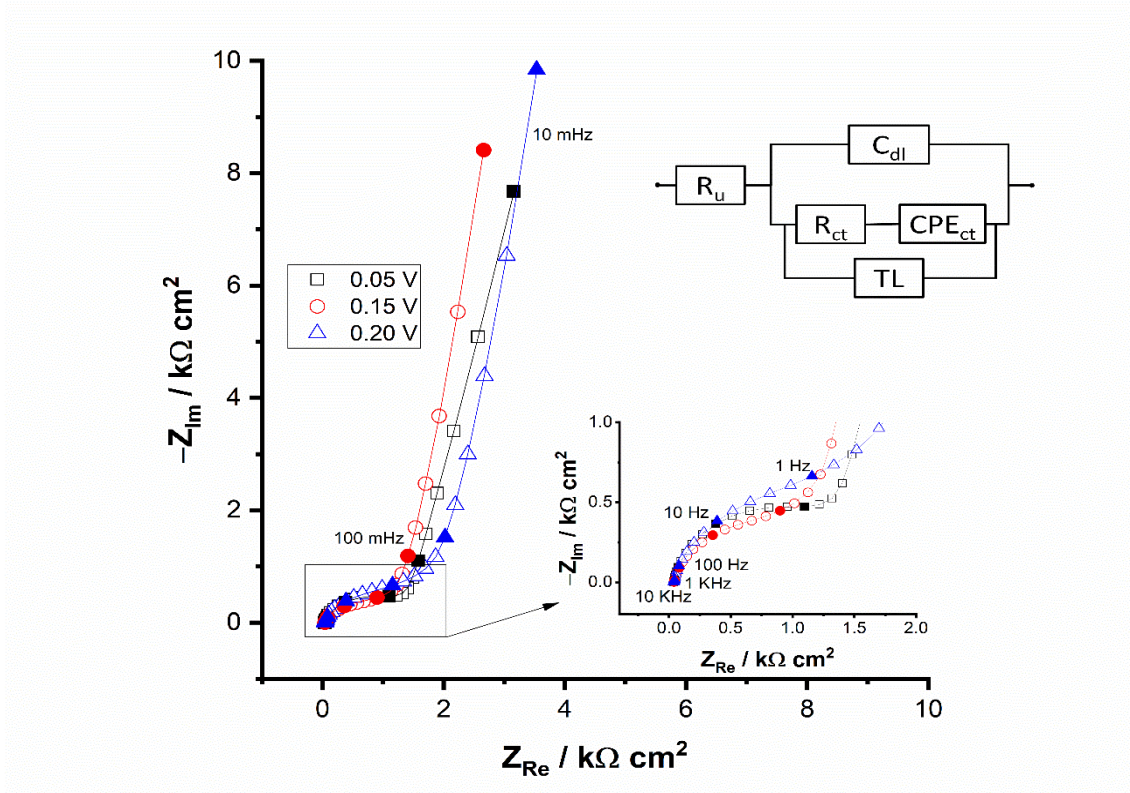 10
8
6
4
2
0
−Z_Im / kΩ cm²
0 2 4 6 8 10
Z_Re / kΩ cm²
10 mHz
100 mHz
0.05 V
0.15 V
0.20 V
C_dl
R_u
R_ct CPE_ct
TL
1.0
0.5
0.0
−Z_Im / kΩ cm²
1 Hz
10 Hz
100 Hz
1 KHz
10 KHz
0.0 0.5 1.0 1.5 2.0
Z_Re / kΩ cm²